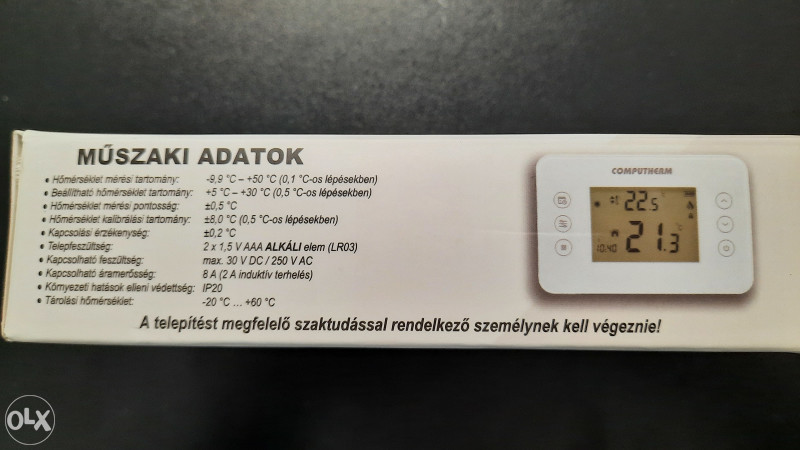 MŰSZAKI ADATOK
• Hőmérséklet mérési tartomány: -9,9 °C – +50 °C (0,1 °C-os lépésekben)
• Beállítható hőmérséklet tartomány: +5 °C – +30 °C (0,5 °C-os lépésekben)
• Hőmérséklet mérési pontosság: ±0,5 °C
• Hőmérséklet kalibrálási tartomány: ±8,0 °C (0,5 °C-os lépésekben)
• Kapcsolási érzékenység: ±0,2 °C
• Telepfeszültség: 2 x 1,5 V AAA ALKÁLI elem (LR03)
• Kapcsolható feszültség: max. 30 V DC / 250 V AC
• Kapcsolható áramerősség: 8 A (2 A induktív terhelés)
• Környezeti hatások elleni védettség: IP20
• Tárolási hőmérséklet: -20 °C ... +60 °C
A telepítést megfelelő szaktudással rendelkező személynek kell végeznie!
COMPUTHERM
22.5
10:40 21.3 °C
OLX